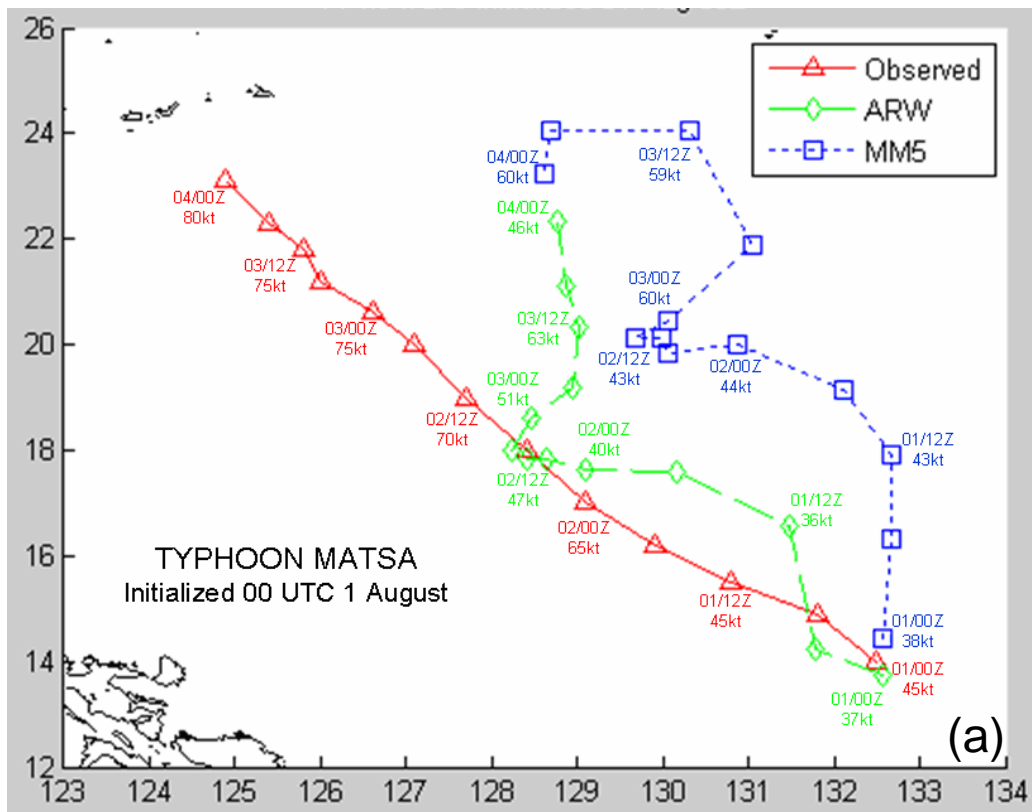 26
24
22
20
18
16
14
12
123
124
125
126
127
128
129
130
131
132
133
134
Observed
ARW
MM5
04/00Z
80kt
03/12Z
75kt
03/00Z
75kt
02/12Z
70kt
02/00Z
65kt
01/12Z
45kt
01/00Z
45kt
04/00Z
46kt
03/12Z
63kt
03/00Z
51kt
02/12Z
47kt
02/00Z
40kt
01/12Z
36kt
01/00Z
37kt
04/00Z
60kt
03/12Z
59kt
03/00Z
60kt
02/12Z
43kt
02/00Z
44kt
01/12Z
43kt
01/00Z
38kt
TYPHOON MATSA
Initialized 00 UTC 1 August
(a)